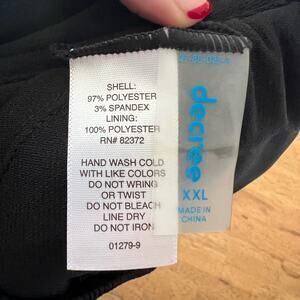 SHELL:
97% POLYESTER
3% SPANDEX
LINING:
100% POLYESTER
RN# 82372
HAND WASH COLD
WITH LIKE COLORS
DO NOT WRING
OR TWIST
DO NOT BLEACH
LINE DRY
DO NOT IRON
01279-9
decree
XXL
MADE IN
CHINA